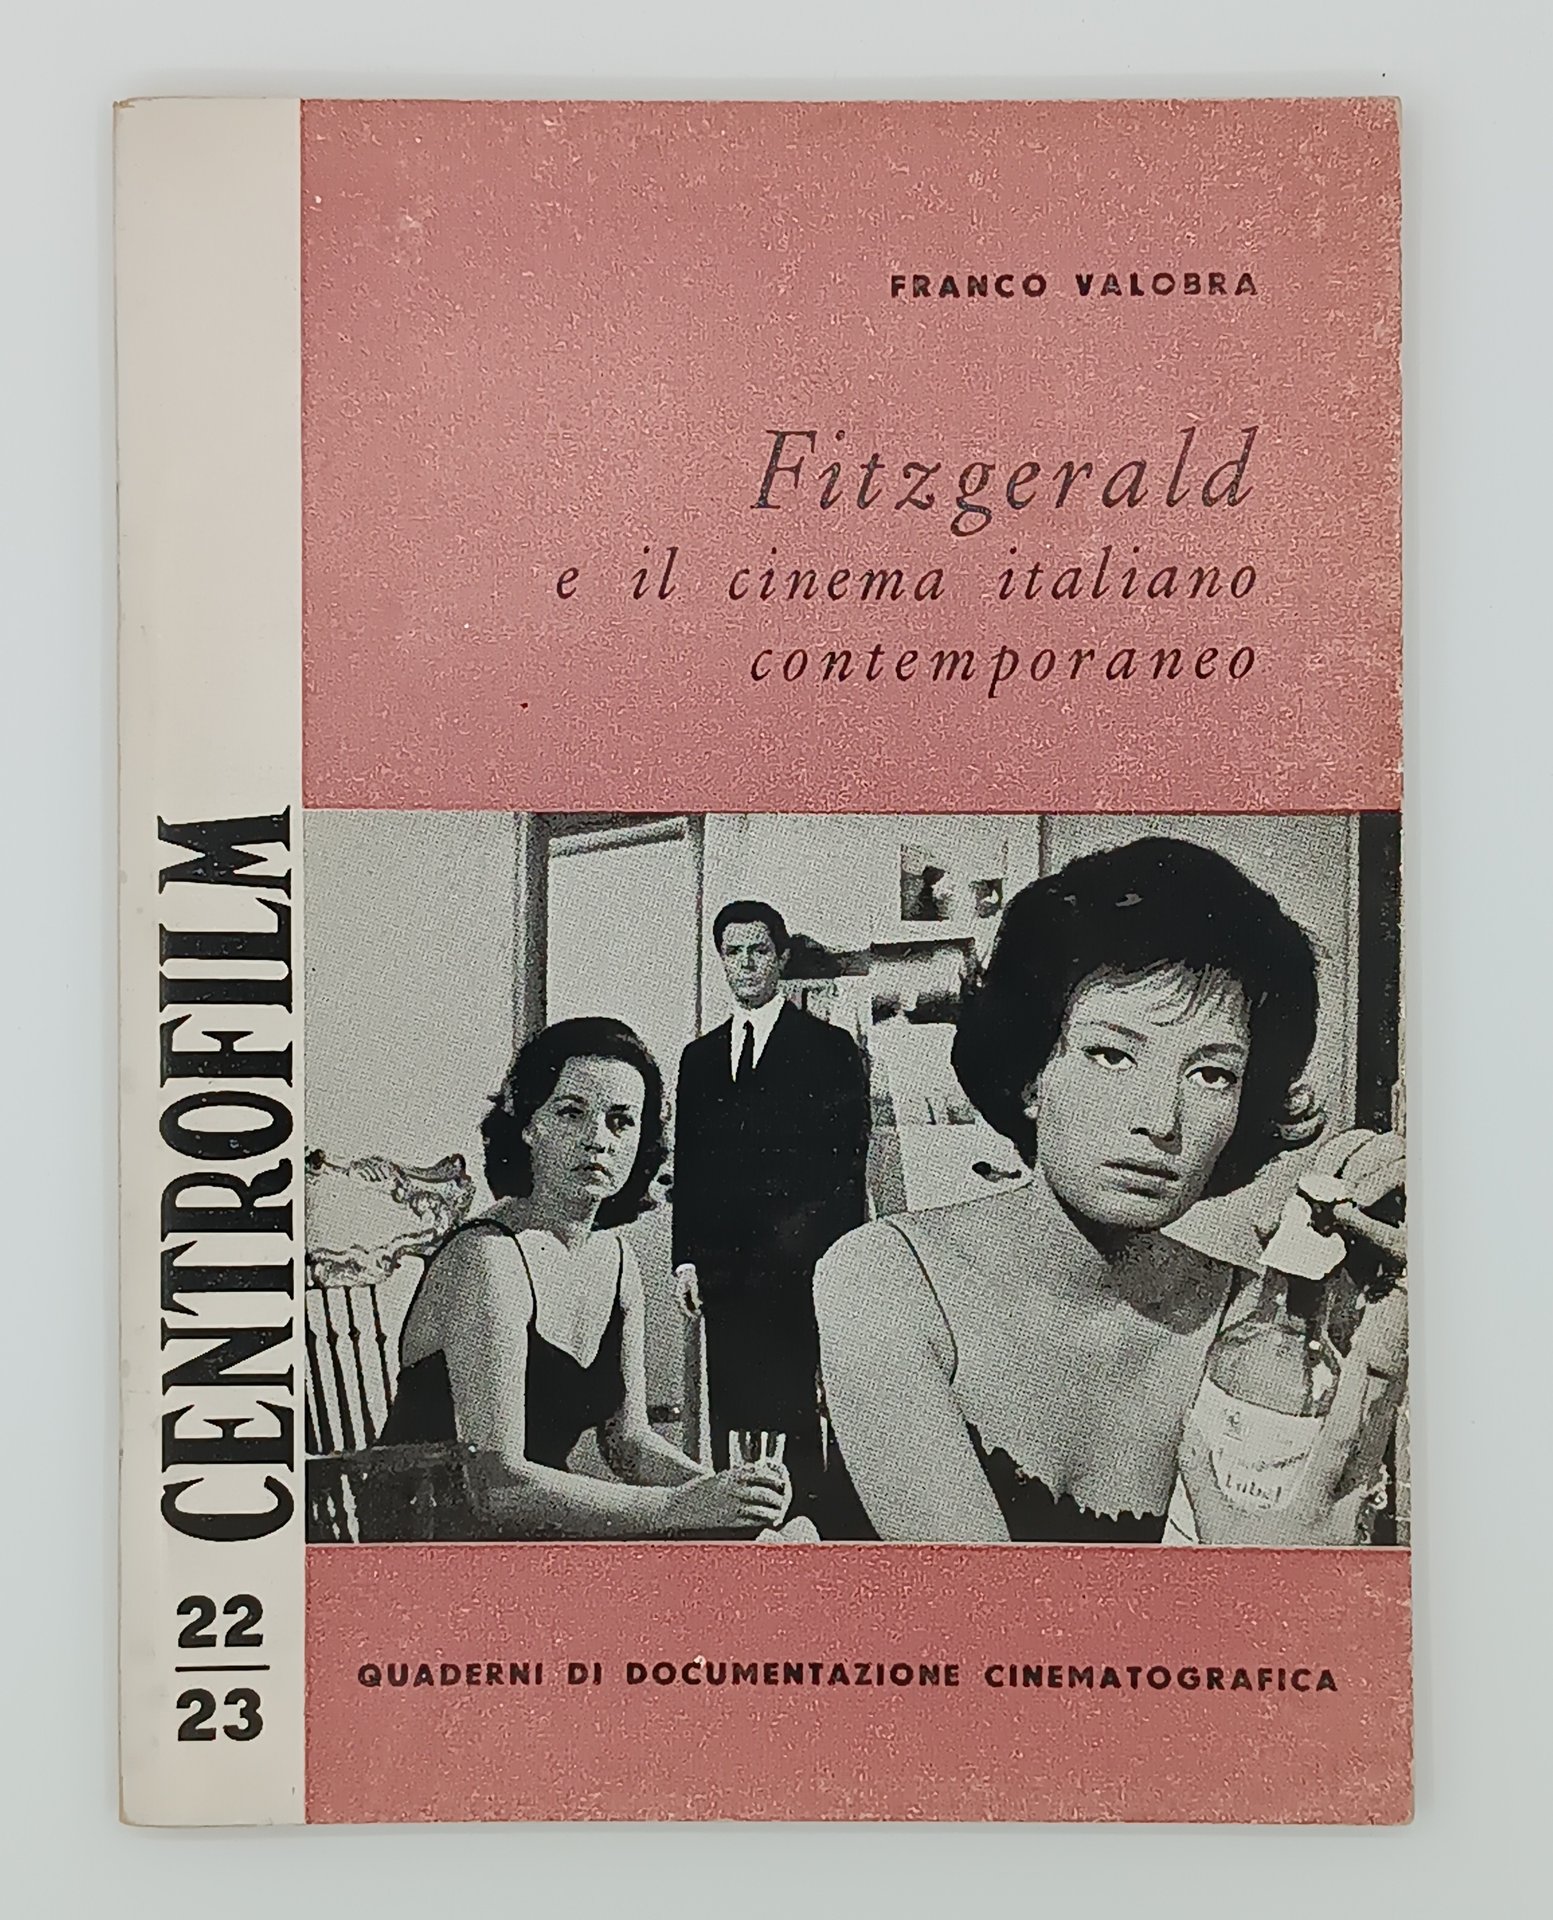 FRANCO VALOBRA
Fitzgerald
e il cinema italiano
contemporaneo
CENTROFILM
22
23
QUADERNI DI DOCUMENTAZIONE CINEMATOGRAFICA